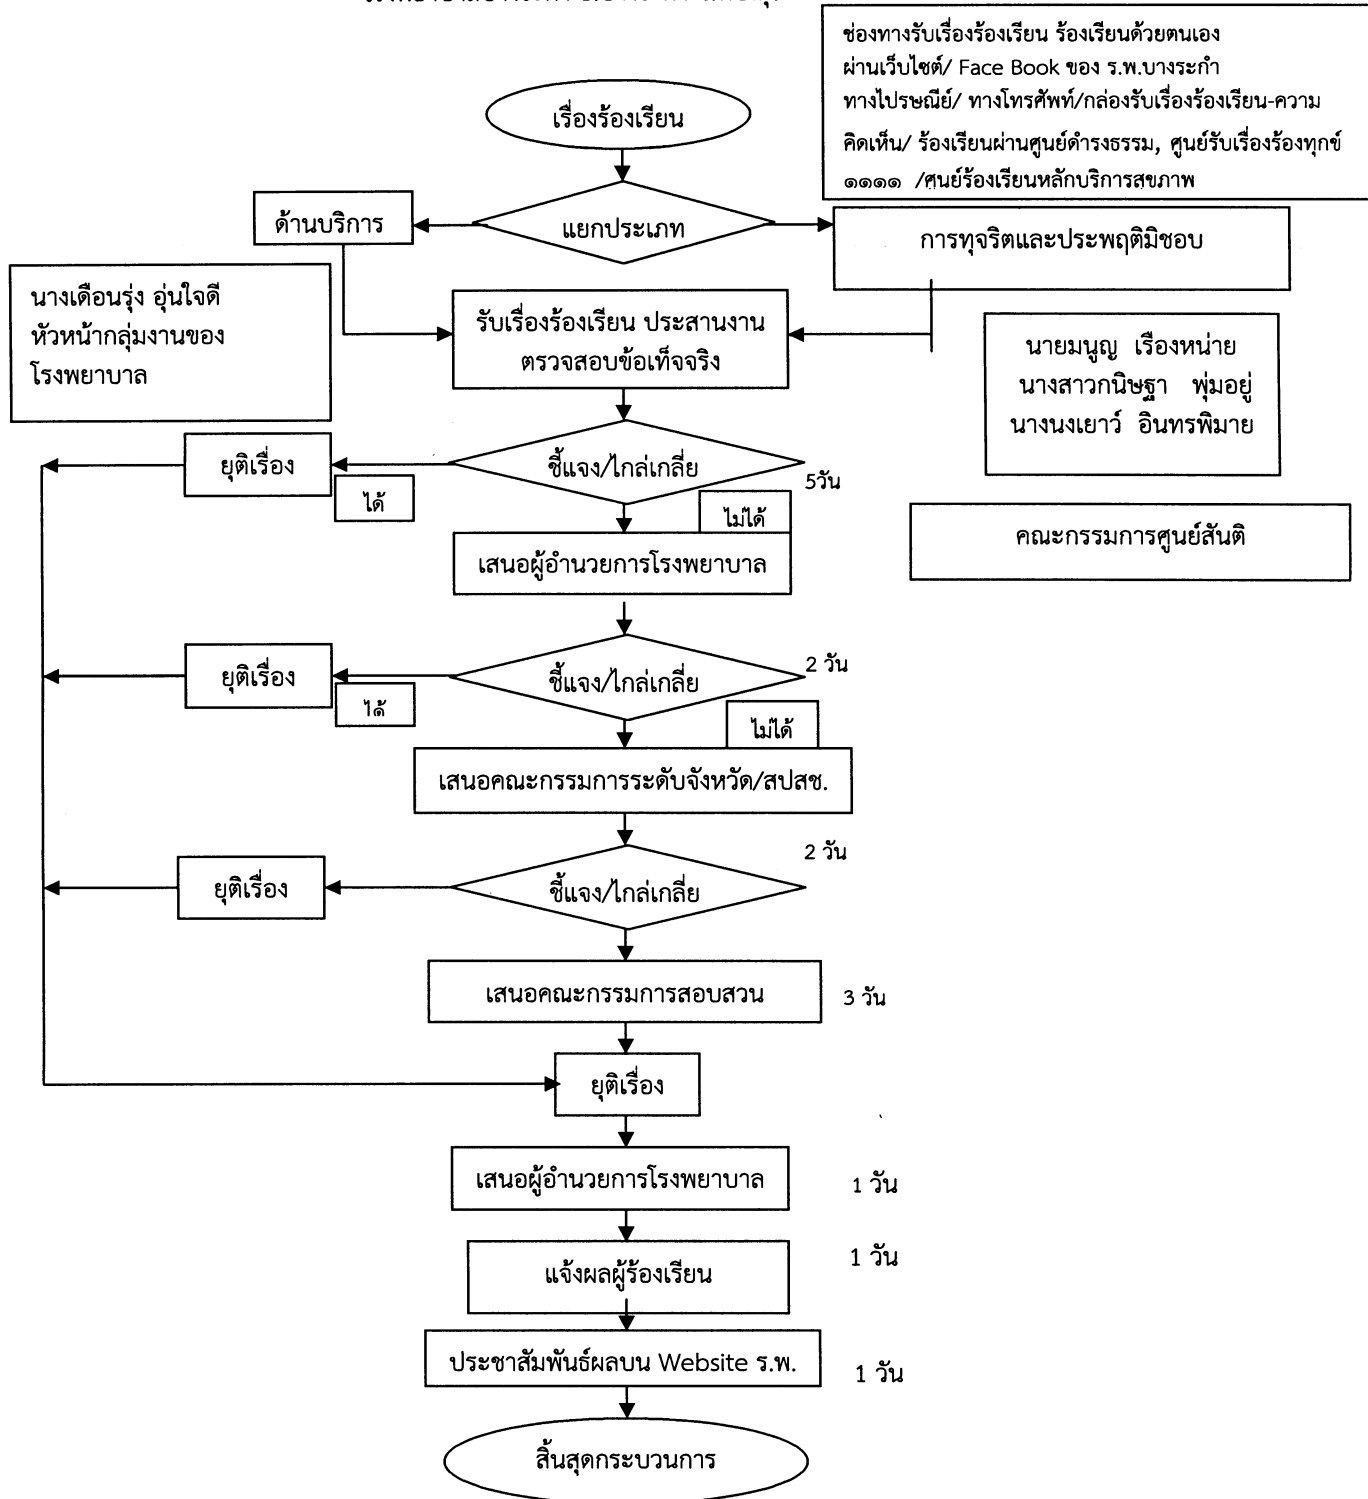 ช่องทางรับเรื่องร้องเรียน ร้องเรียนด้วยตนเอง
ผ่านเว็บไซต์/ Face Book ของ ร.พ.บางระกำ
ทางไปรษณีย์/ ทางโทรศัพท์/กล่องรับเรื่องร้องเรียน-ความ
คิดเห็น/ ร้องเรียนผ่านศูนย์ดำรงธรรม, ศูนย์รับเรื่องร้องทุกข์
๑๑๑๑ /ศูนย์ร้องเรียนหลักบริการสุขภาพ
เรื่องร้องเรียน
ด้านบริการ
แยกประเภท
การทุจริตและประพฤติมิชอบ
นางเดือนรุ่ง อุ่นใจดี
หัวหน้ากลุ่มงานของ
โรงพยาบาล
รับเรื่องร้องเรียน ประสานงาน
ตรวจสอบข้อเท็จจริง
นายมนูญ เรืองหน่าย
นางสาวกนิษฐา พุ่มอยู่
นางนงเยาว์ อินทรพิมาย
ยุติเรื่อง
ได้
ชี้แจง/ไกล่เกลี่ย
5วัน
ไม่ได้
เสนอผู้อำนวยการโรงพยาบาล
คณะกรรมการศูนย์สันติ
ยุติเรื่อง
ได้
ชี้แจง/ไกล่เกลี่ย
2 วัน
ไม่ได้
เสนอคณะกรรมการระดับจังหวัด/สปสช.
2 วัน
ยุติเรื่อง
ชี้แจง/ไกล่เกลี่ย
เสนอคณะกรรมการสอบสวน
3 วัน
ยุติเรื่อง
เสนอผู้อำนวยการโรงพยาบาล
1 วัน
แจ้งผลผู้ร้องเรียน
1 วัน
ประชาสัมพันธ์ผลบน Website ร.พ.
1 วัน
สิ้นสุดกระบวนการ